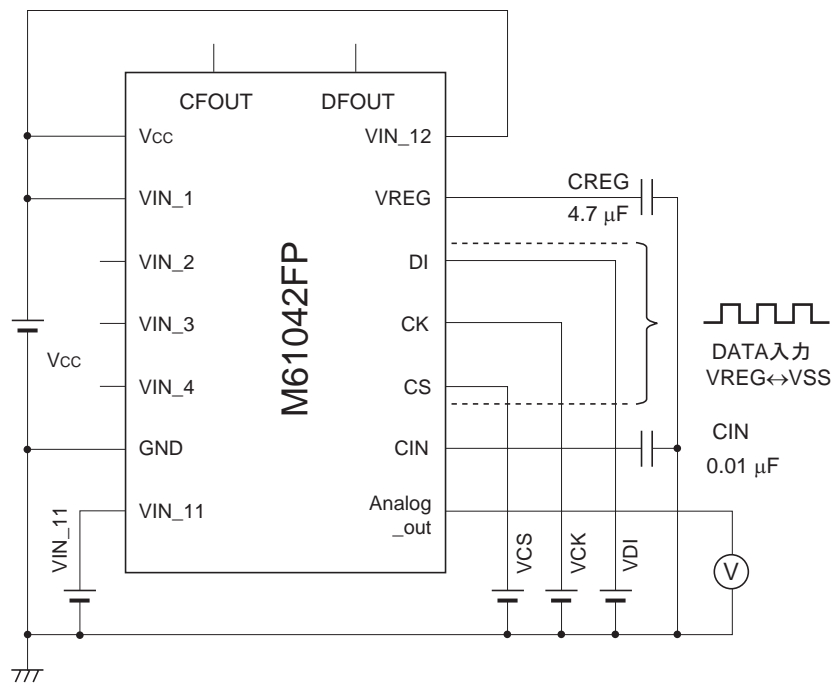 CFOUT
DFOUT
Vcc
VIN_12
VIN_1
VREG
CREG
4.7 μF
VIN_2
DI
M61042FP
VIN_3
CK
DATA入力
VREG↔VSS
Vcc
VIN_4
CS
GND
CIN
CIN
0.01 μF
VIN_11
Analog
_out
VIN_11
VCS
VCK
VDI
V